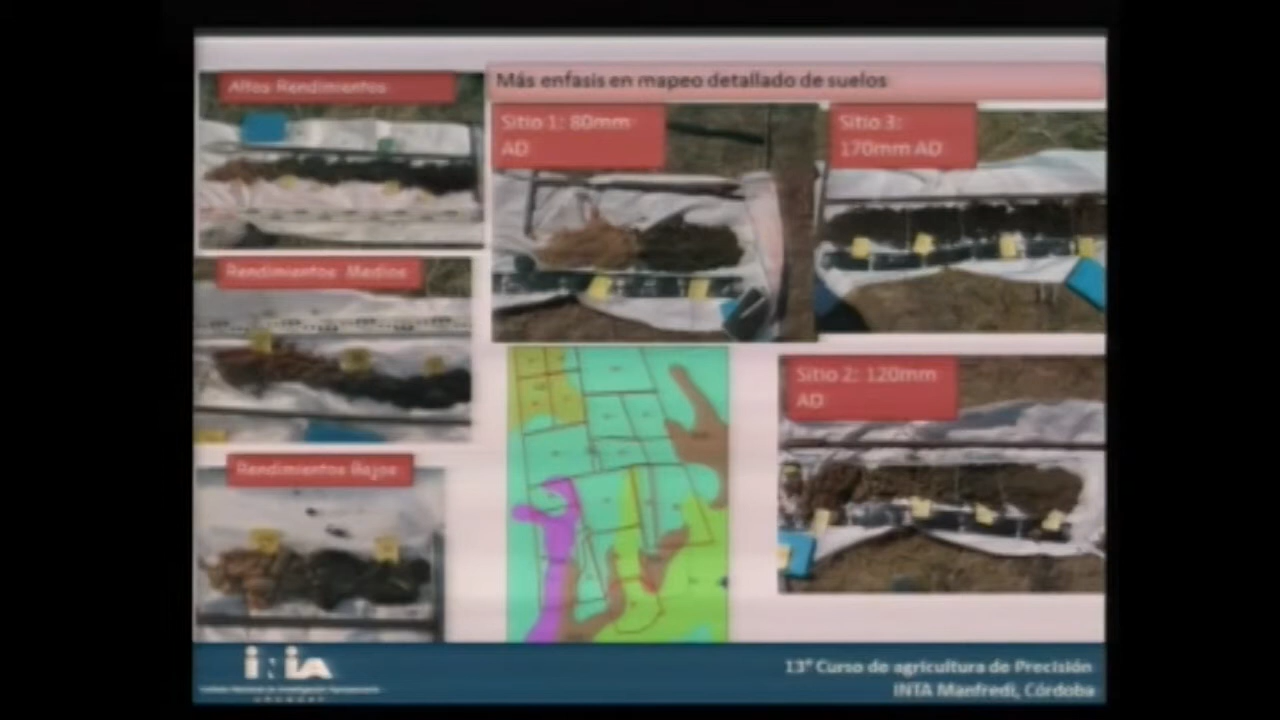 Altos Rendimientos
Más enfasis en mapeo detallado de suelos
Sitio 1: 80mm
AD
Sitio 3:
170mm AD
Rendimientos Medios
Sitio 2: 120mm
AD
Rendimientos Bajos
INIA
13° Curso de agricultura de Precisión
INTA Manfredi, Córdoba